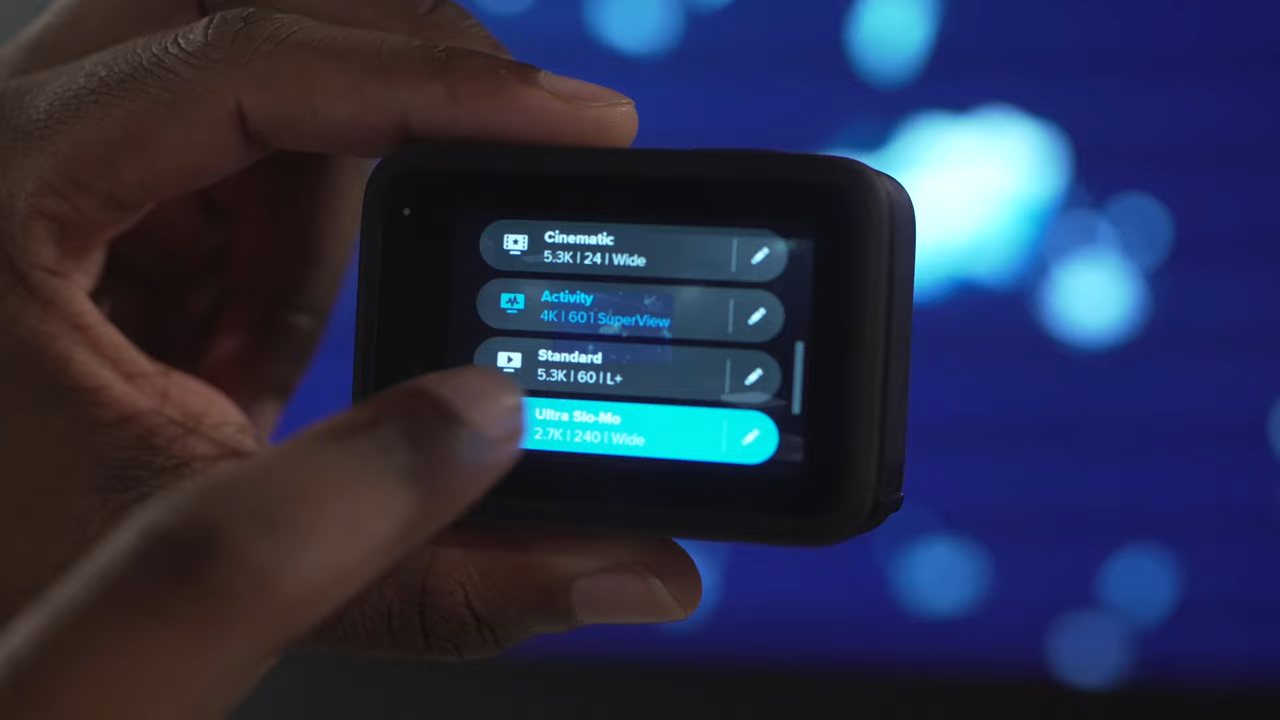 Cinematic
5.3K | 24 | Wide
Activity
4K | 60 | SuperView
Standard
5.3K | 60 | L+
Ultra Slo-Mo
2.7K | 240 | Wide